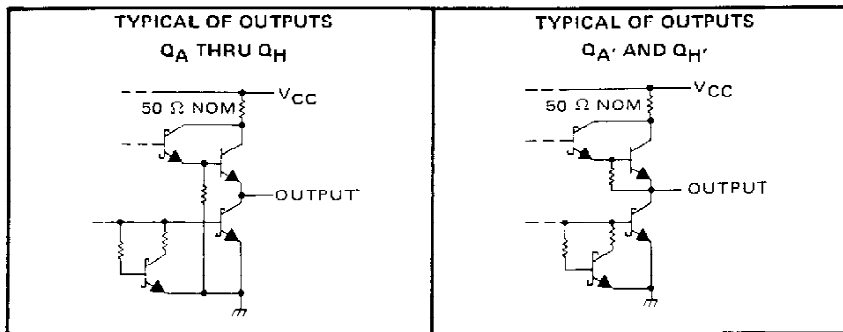 TYPICAL OF OUTPUTS
QA THRU QH
VCC
50 Ω NOM
OUTPUT
TYPICAL OF OUTPUTS
QA' AND QH'
VCC
50 Ω NOM
OUTPUT